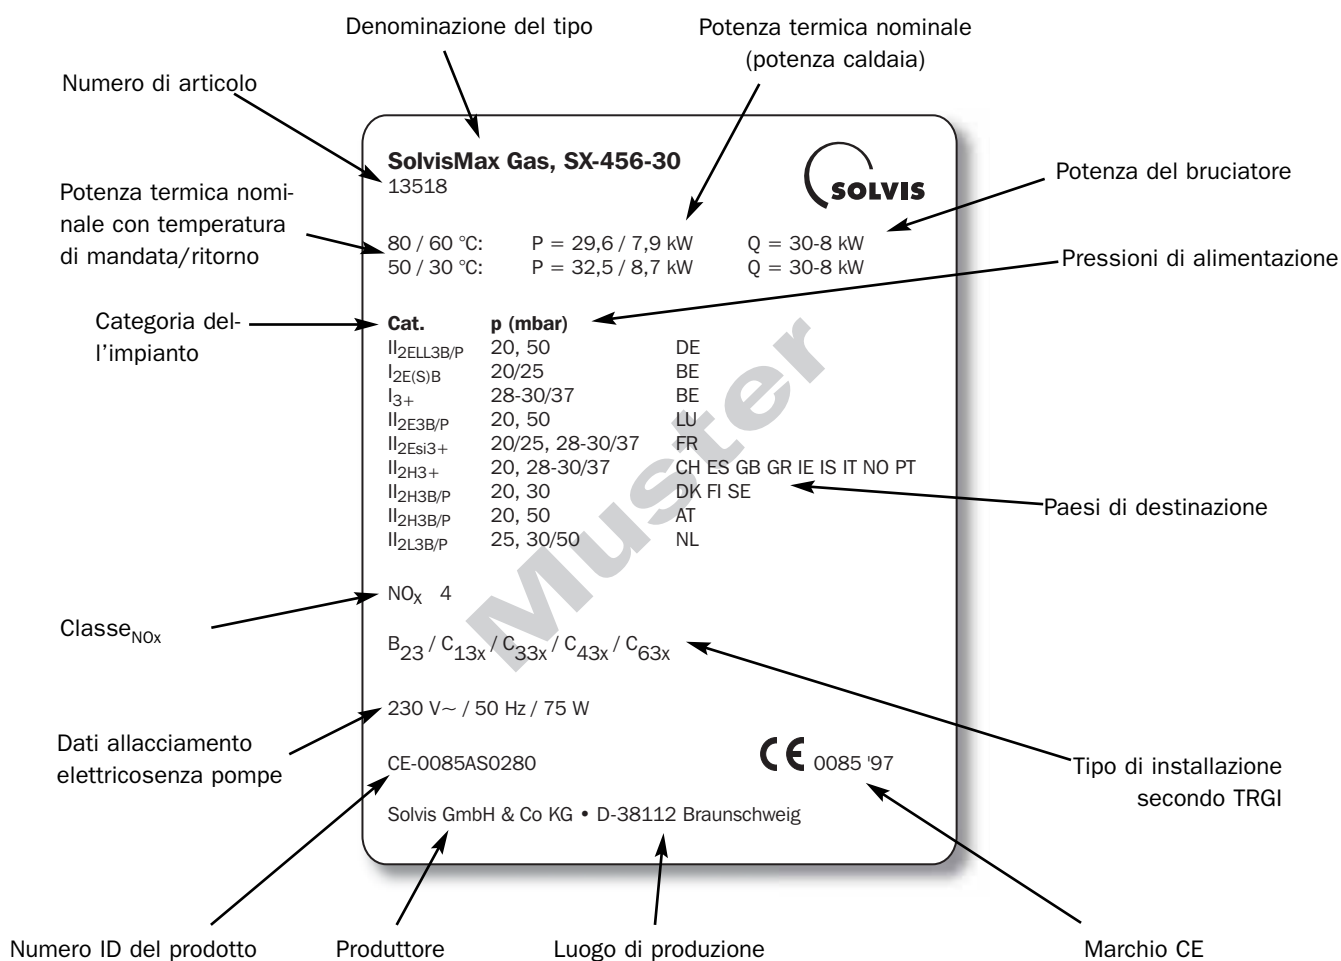 Denominazione del tipo
Potenza termica nominale
(potenza caldaia)
Numero di articolo
SolvisMax Gas, SX-456-30
13518
SOLVIS
Potenza del bruciatore
Potenza termica nomi-
nale con temperatura
di mandata/ritorno
80 / 60 °C: P = 29,6 / 7,9 kW Q = 30-8 kW
50 / 30 °C: P = 32,5 / 8,7 kW Q = 30-8 kW
Pressioni di alimentazione
Categoria del-
l'impianto
Cat. p (mbar)
II2ELL3B/P 20, 50 DE
I2E(S)B 20/25 BE
I3+ 28-30/37 BE
II2E3B/P 20, 50 LU
II2Esi3+ 20/25, 28-30/37 FR
II2H3+ 20, 28-30/37 CH ES GB GR IE IS IT NO PT
II2H3B/P 20, 30 DK FI SE
II2H3B/P 20, 50 AT
II2L3B/P 25, 30/50 NL
Muster
Paesi di destinazione
NOX 4
ClasseNOx
B23 / C13x / C33x / C43x / C63x
230 V~ / 50 Hz / 75 W
Dati allacciamento
elettricosenza pompe
CE-0085AS0280
CE 0085 '97
Tipo di installazione
secondo TRGI
Solvis GmbH & Co KG • D-38112 Braunschweig
Numero ID del prodotto
Produttore
Luogo di produzione
Marchio CE